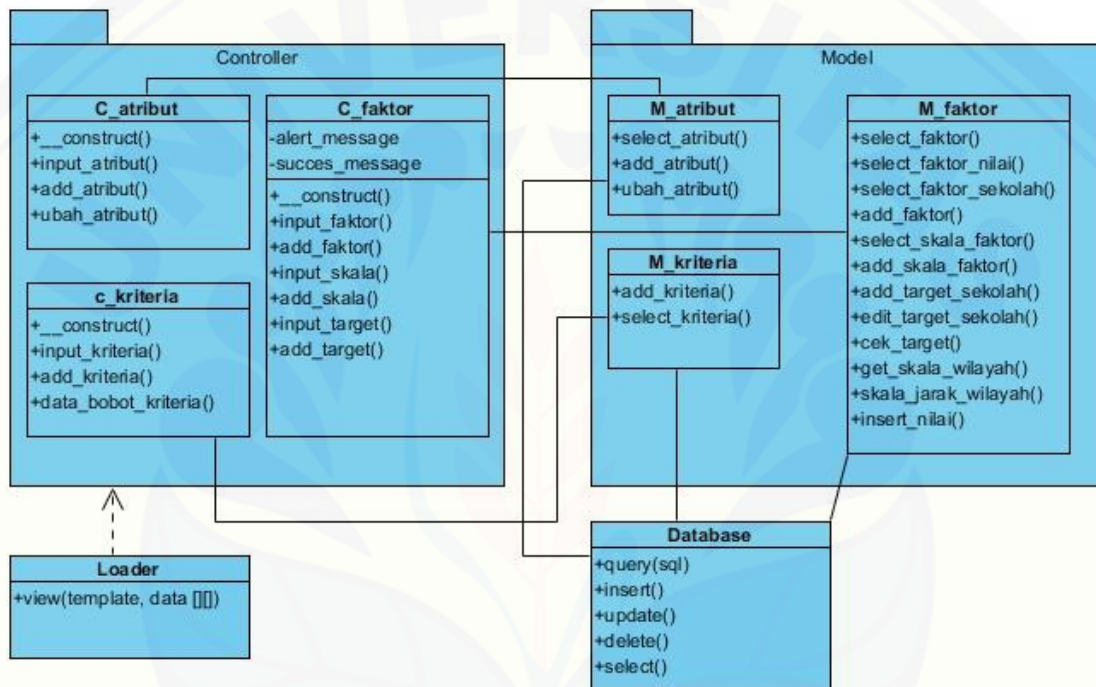 Controller
C_atribut
+__construct()
+input_atribut()
+add_atribut()
+ubah_atribut()
C_faktor
-alert_message
-succes_message
+__construct()
+input_faktor()
+add_faktor()
+input_skala()
+add_skala()
+input_target()
+add_target()
c_kriteria
+__construct()
+input_kriteria()
+add_kriteria()
+data_bobot_kriteria()
Model
M_atribut
+select_atribut()
+add_atribut()
+ubah_atribut()
M_kriteria
+add_kriteria()
+select_kriteria()
M_faktor
+select_faktor()
+select_faktor_nilai()
+select_faktor_sekolah()
+add_faktor()
+select_skala_faktor()
+add_skala_faktor()
+add_target_sekolah()
+edit_target_sekolah()
+cek_target()
+get_skala_wilayah()
+skala_jarak_wilayah()
+insert_nilai()
Loader
+view(template, data [][])
Database
+query(sql)
+insert()
+update()
+delete()
+select()